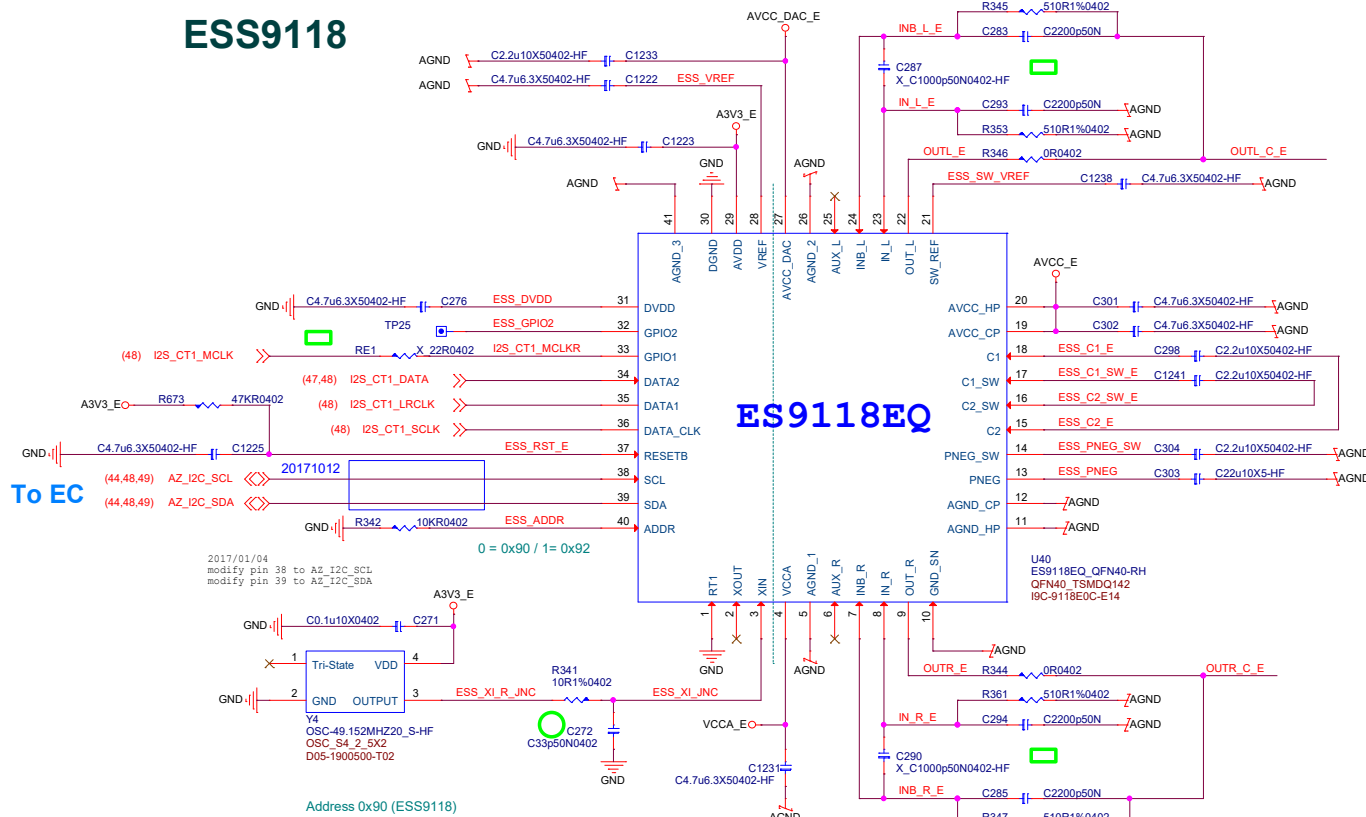 ESS9118
AVCC_DAC_E
R345 510R1%0402
INB_L_E C283 C2200p50N
AGND C2.2u10X50402-HF C1233
C287
X_C1000p50N0402-HF
AGND C4.7u6.3X50402-HF C1222 ESS_VREF
IN_L_E C293 C2200p50N AGND
A3V3_E
R353 510R1%0402 AGND
GND C4.7u6.3X50402-HF C1223
GND AGND
OUTL_E R346 0R0402 OUTL_C_E
AGND
ESS_SW_VREF C1238 C4.7u6.3X50402-HF AGND
41 30 29 28 27 26 25 24 23 22 21
AGND_3 DGND AVDD VREF AVCC_DAC AGND_2 AUX_L INB_L IN_L OUT_L SW_REF
AVCC_E
GND C4.7u6.3X50402-HF C276 ESS_DVDD 31 DVDD
AVCC_HP 20 C301 C4.7u6.3X50402-HF AGND
TP25 ESS_GPIO2 32 GPIO2
AVCC_CP 19 C302 C4.7u6.3X50402-HF AGND
(48) I2S_CT1_MCLK RE1 X_22R0402 I2S_CT1_MCLKR 33 GPIO1
C1 18 ESS_C1_E C298 C2.2u10X50402-HF
(47,48) I2S_CT1_DATA 34 DATA2
C1_SW 17 ESS_C1_SW_E C1241 C2.2u10X50402-HF
A3V3_E R673 47KR0402
(48) I2S_CT1_LRCLK 35 DATA1
C2_SW 16 ESS_C2_SW_E
ES9118EQ
(48) I2S_CT1_SCLK 36 DATA_CLK
C2 15 ESS_C2_E
GND C4.7u6.3X50402-HF C1225 ESS_RST_E 37 RESETB
PNEG_SW 14 ESS_PNEG_SW C304 C2.2u10X50402-HF AGND
20171012
To EC
(44,48,49) AZ_I2C_SCL 38 SCL
PNEG 13 ESS_PNEG C303 C22u10X5-HF AGND
(44,48,49) AZ_I2C_SDA 39 SDA
AGND_CP 12 AGND
GND R342 10KR0402 ESS_ADDR 40 ADDR
AGND_HP 11 AGND
0 = 0x90 / 1= 0x92
2017/01/04
modify pin 38 to AZ_I2C_SCL
modify pin 39 to AZ_I2C_SDA
U40
ES9118EQ_QFN40-RH
QFN40_TSMDQ142
I9C-9118E0C-E14
RT1 XOUT XIN VCCA AGND_1 AUX_R INB_R IN_R OUT_R GND_SN
1 2 3 4 5 6 7 8 9 10
A3V3_E
GND C0.1u10X0402 C271
GND AGND AGND
1 Tri-State VDD 4
OUTR_E R344 0R0402 OUTR_C_E
R341
10R1%0402
GND 2 GND OUTPUT 3 ESS_XI_R_JNC ESS_XI_JNC
R361 510R1%0402 AGND
Y4
OSC-49.152MHZ20_S-HF
OSC_S4_2_5X2
D05-1900500-T02
VCCA_E
IN_R_E C294 C2200p50N AGND
C272
C33p50N0402
GND
C290
X_C1000p50N0402-HF
C1231
C4.7u6.3X50402-HF
INB_R_E C285 C2200p50N
Address 0x90 (ESS9118)
AGND
R347 510R1%0402